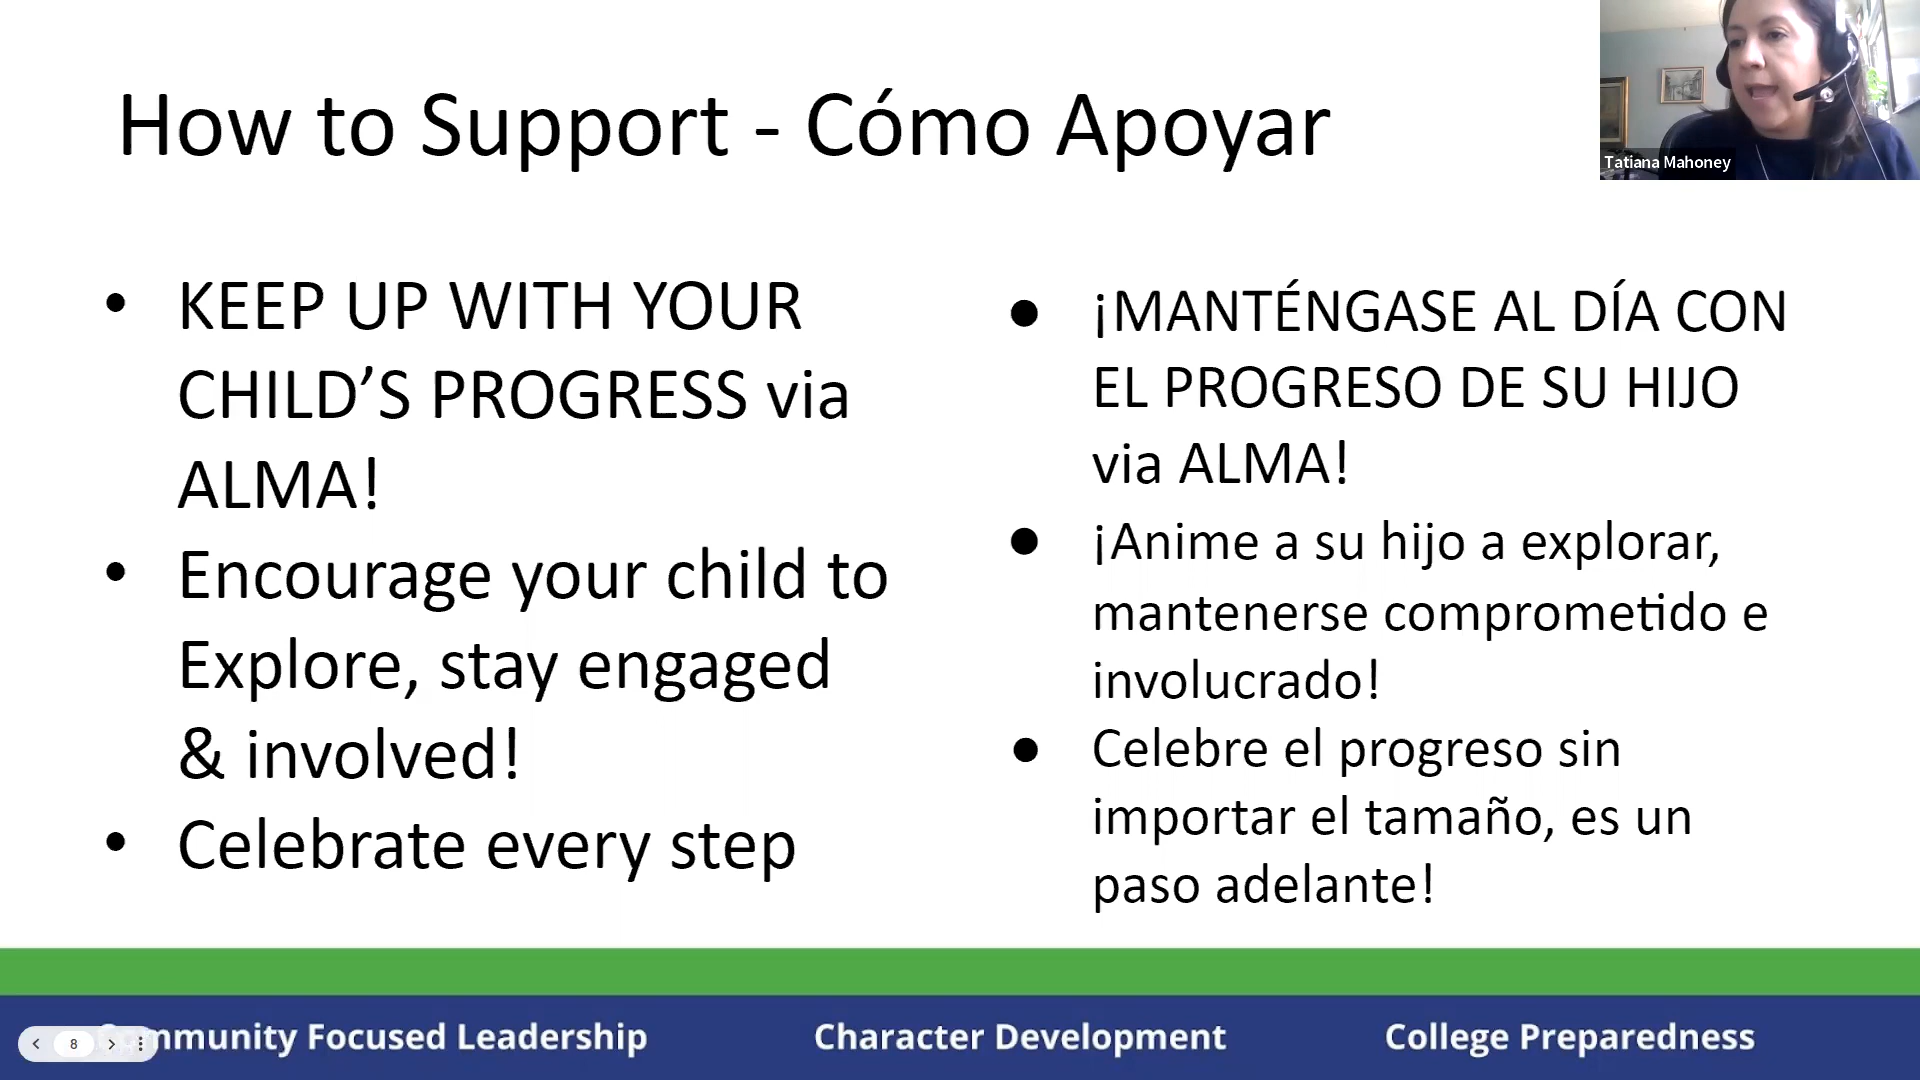 How to Support - Cómo Apoyar
Tatiana Mahoney
• KEEP UP WITH YOUR
CHILD’S PROGRESS via
ALMA!
• Encourage your child to
Explore, stay engaged
& involved!
• Celebrate every step
● ¡MANTÉNGASE AL DÍA CON
EL PROGRESO DE SU HIJO
via ALMA!
● ¡Anime a su hijo a explorar,
mantenerse comprometido e
involucrado!
● Celebre el progreso sin
importar el tamaño, es un
paso adelante!
Community Focused Leadership
Character Development
College Preparedness
8